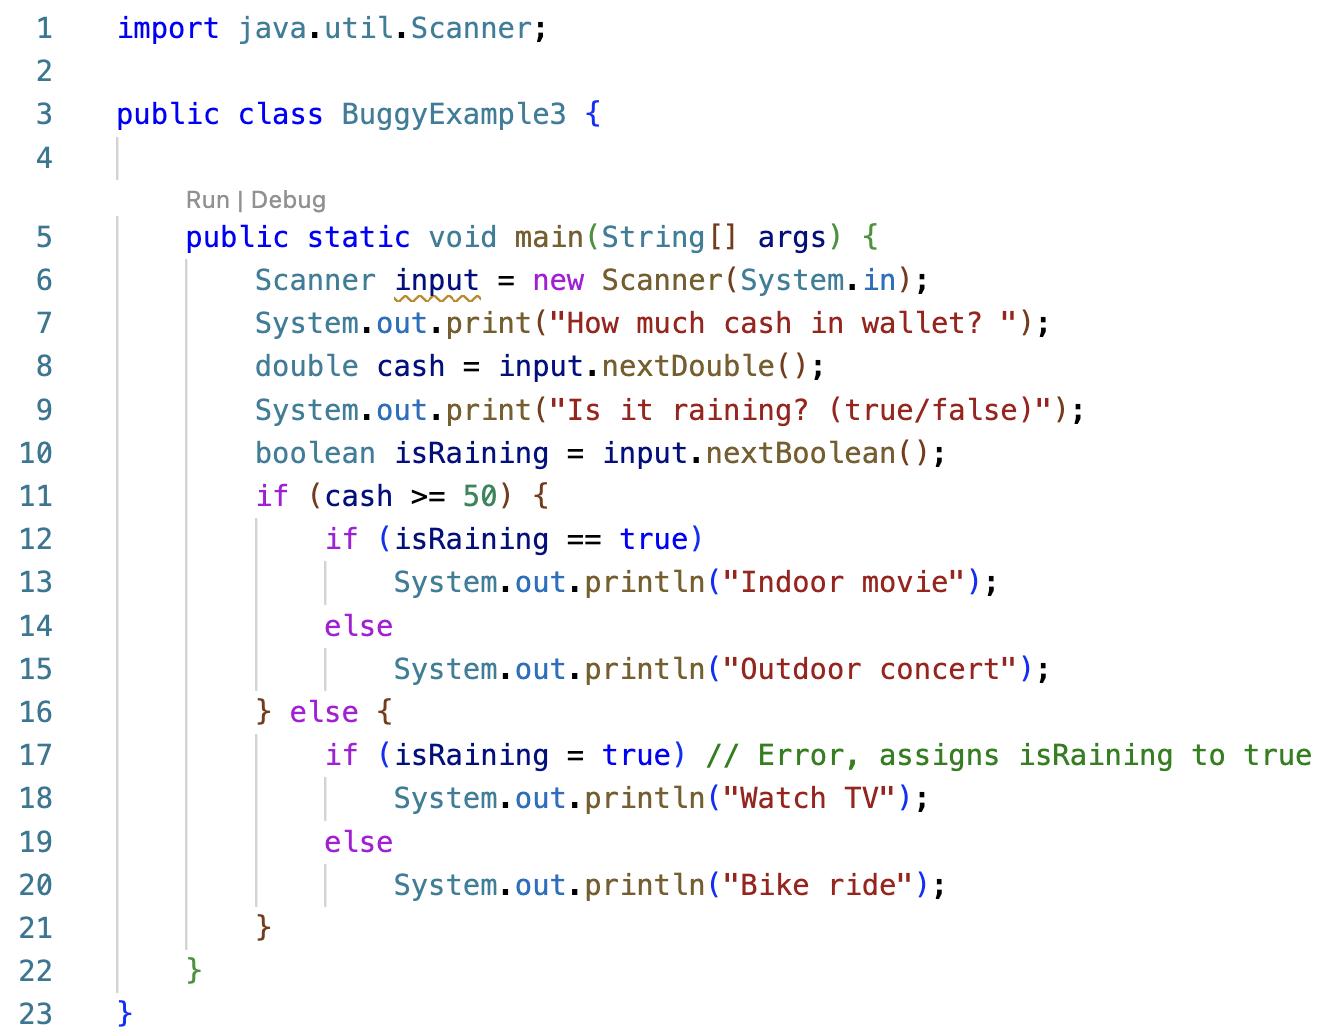 1 import java.util.Scanner;
2
3 public class BuggyExample3 {
4
Run | Debug
5 public static void main(String[] args) {
6 Scanner input = new Scanner(System.in);
7 System.out.print("How much cash in wallet? ");
8 double cash = input.nextDouble();
9 System.out.print("Is it raining? (true/false)");
10 boolean isRaining = input.nextBoolean();
11 if (cash >= 50) {
12 if (isRaining == true)
13 System.out.println("Indoor movie");
14 else
15 System.out.println("Outdoor concert");
16 } else {
17 if (isRaining = true) // Error, assigns isRaining to true
18 System.out.println("Watch TV");
19 else
20 System.out.println("Bike ride");
21 }
22 }
23 }